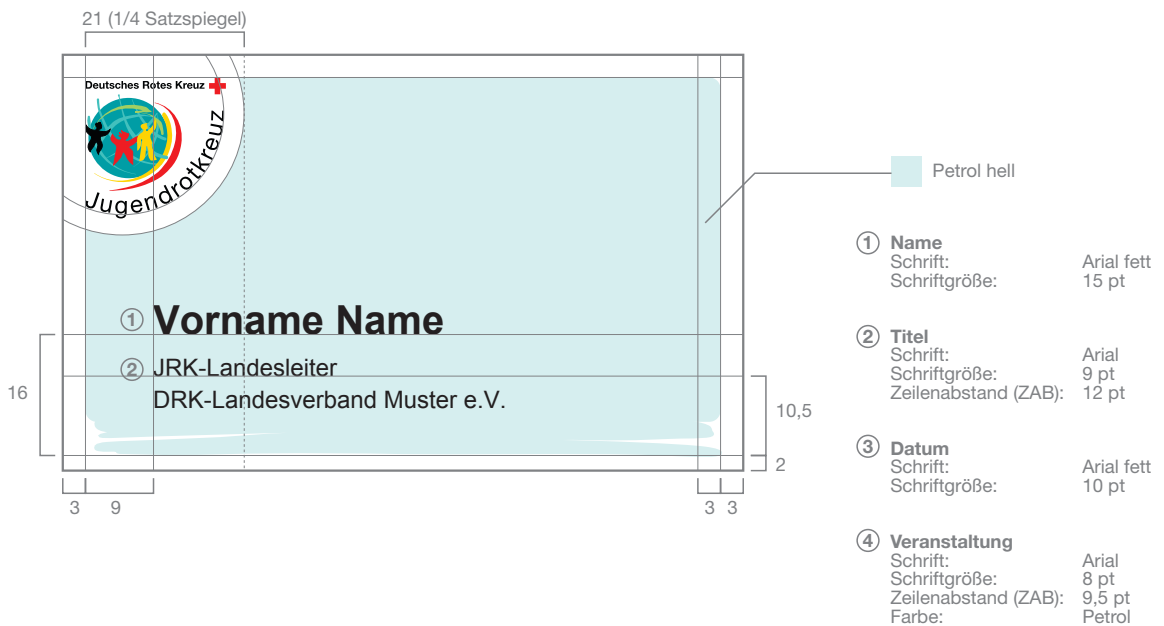 21 (1/4 Satzspiegel)
Deutsches Rotes Kreuz
Jugendrotkreuz
Petrol hell
① Name
Schrift: Arial fett
Schriftgröße: 15 pt
① Vorname Name
② Titel
Schrift: Arial
Schriftgröße: 9 pt
Zeilenabstand (ZAB): 12 pt
② JRK-Landesleiter
DRK-Landesverband Muster e.V.
16
10,5
2
3 9 3 3
③ Datum
Schrift: Arial fett
Schriftgröße: 10 pt
④ Veranstaltung
Schrift: Arial
Schriftgröße: 8 pt
Zeilenabstand (ZAB): 9,5 pt
Farbe: Petrol